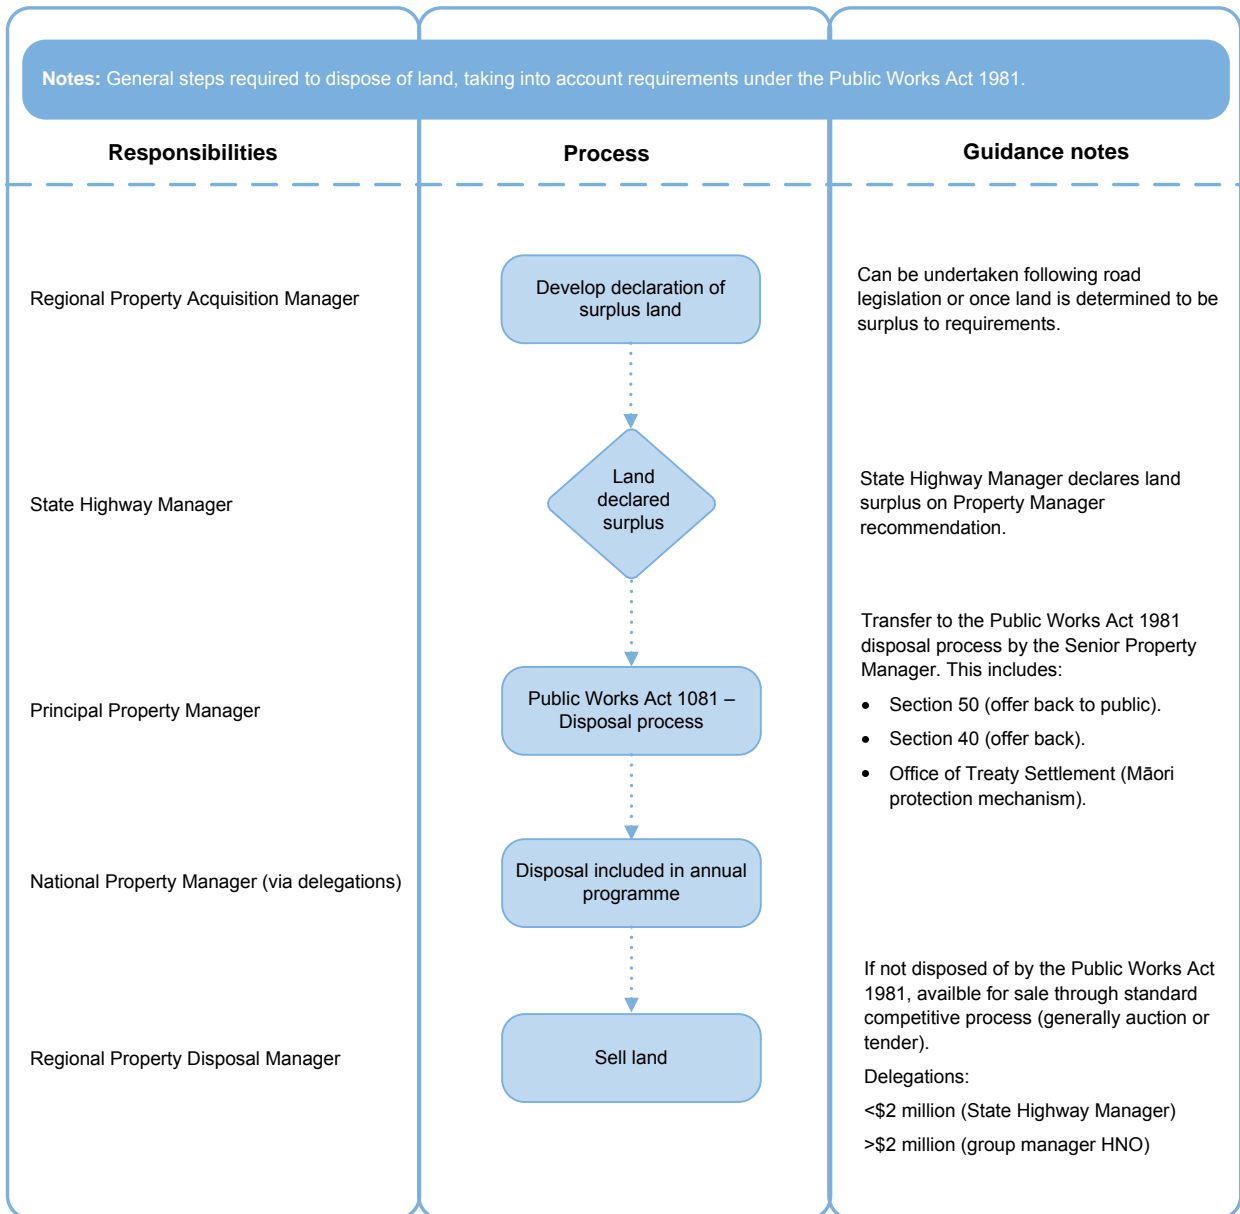 Notes: General steps required to dispose of land, taking into account requirements under the Public Works Act 1981.
Responsibilities
Process
Guidance notes
Regional Property Acquisition Manager
Develop declaration of
surplus land
Can be undertaken following road
legislation or once land is determined to be
surplus to requirements.
State Highway Manager
Land
declared
surplus
State Highway Manager declares land
surplus on Property Manager
recommendation.
Principal Property Manager
Public Works Act 1081 –
Disposal process
Transfer to the Public Works Act 1981
disposal process by the Senior Property
Manager. This includes:
• Section 50 (offer back to public).
• Section 40 (offer back).
• Office of Treaty Settlement (Māori
protection mechanism).
National Property Manager (via delegations)
Disposal included in annual
programme
Regional Property Disposal Manager
Sell land
If not disposed of by the Public Works Act
1981, availble for sale through standard
competitive process (generally auction or
tender).
Delegations:
<$2 million (State Highway Manager)
>$2 million (group manager HNO)